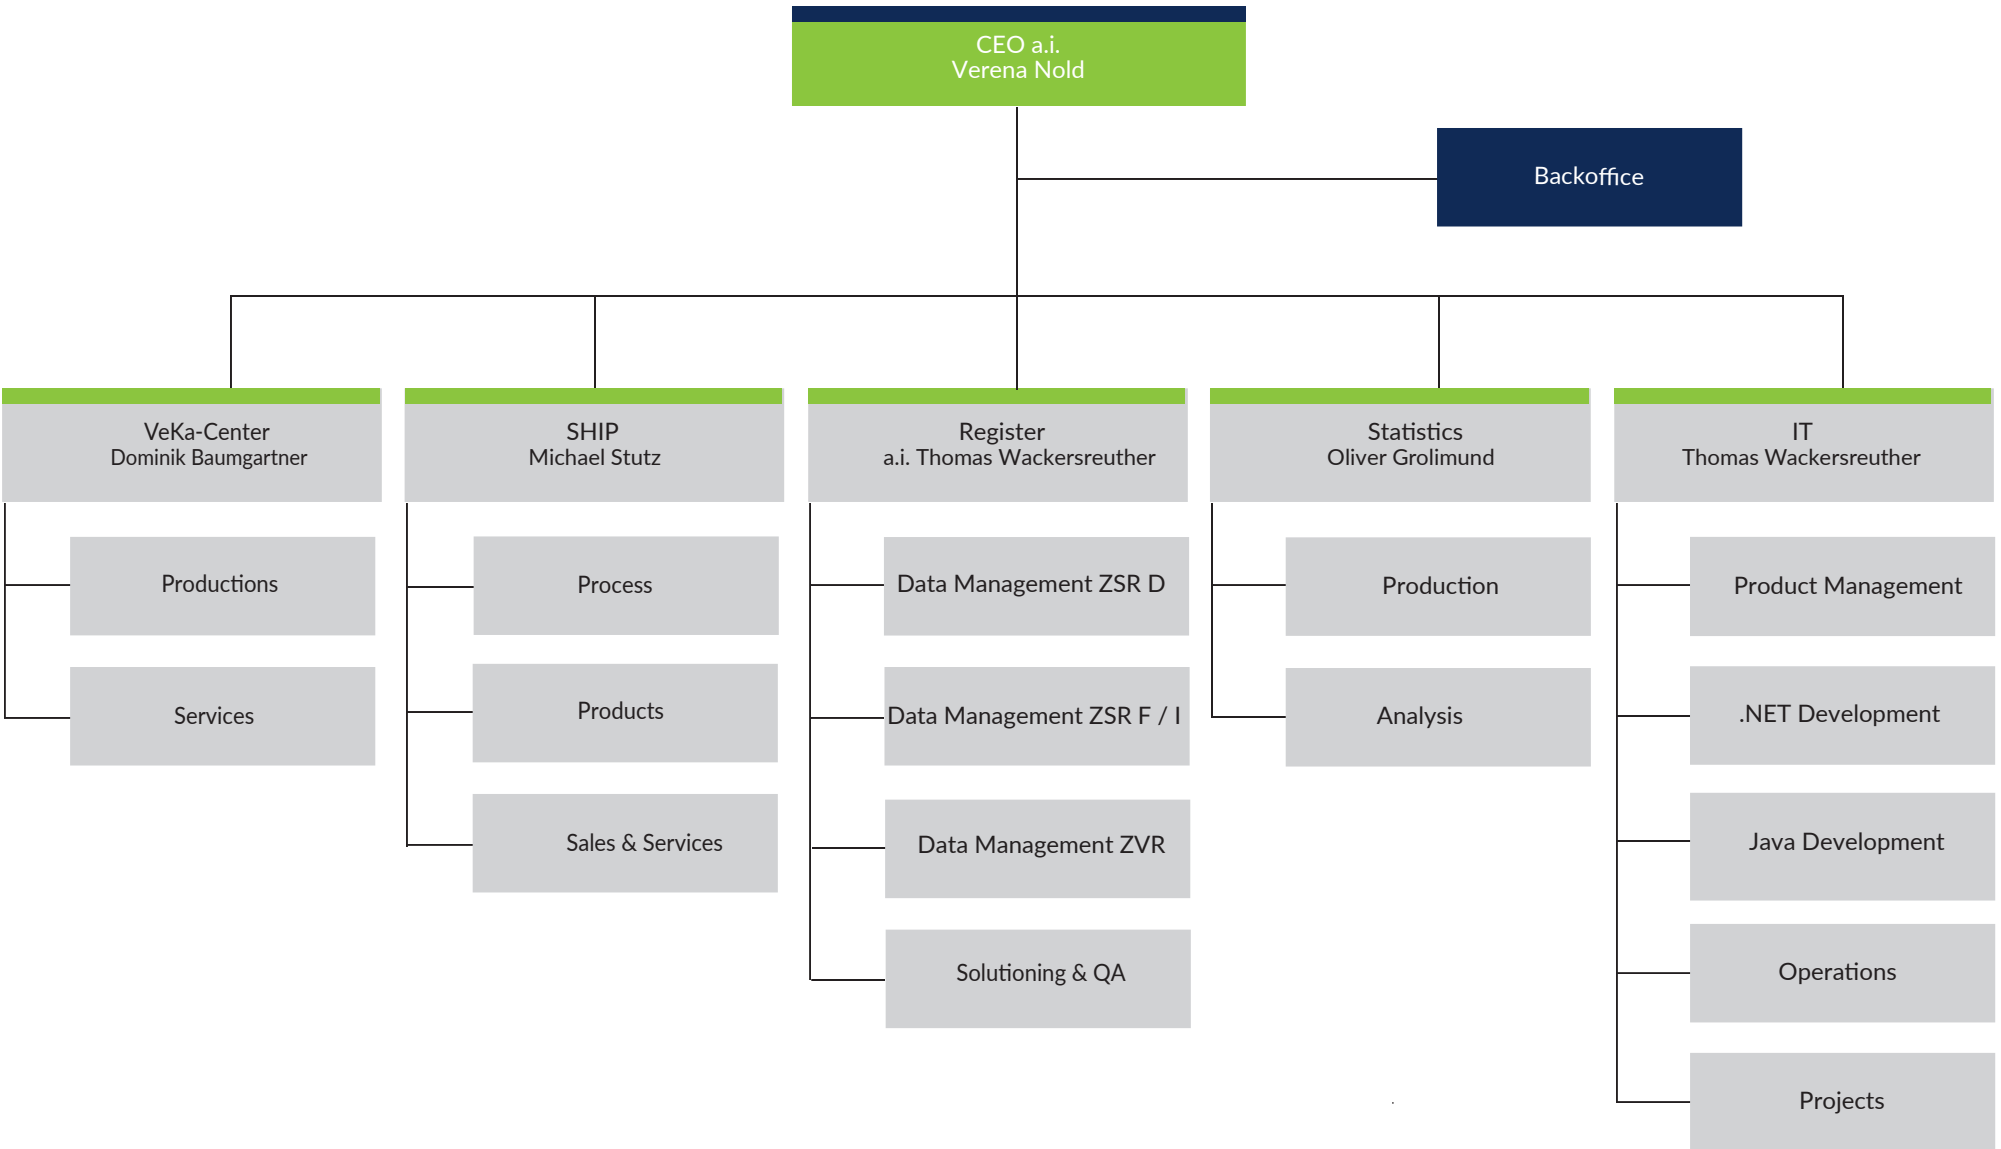 CEO a.i.
Verena Nold
Backoffice
VeKa-Center
Dominik Baumgartner
Productions
Services
SHIP
Michael Stutz
Process
Products
Sales & Services
Register
a.i. Thomas Wackersreuther
Data Management ZSR D
Data Management ZSR F / I
Data Management ZVR
Solutioning & QA
Statistics
Oliver Grolimund
Production
Analysis
IT
Thomas Wackersreuther
Product Management
.NET Development
Java Development
Operations
Projects